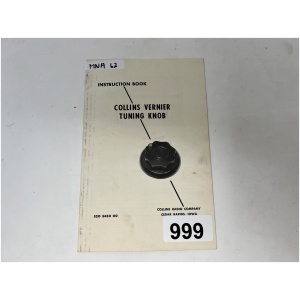 MNA 62
INSTRUCTION BOOK
COLLINS VERNIER
TUNING KNOB
COLLINS RADIO COMPANY
CEDAR RAPIDS, IOWA
999